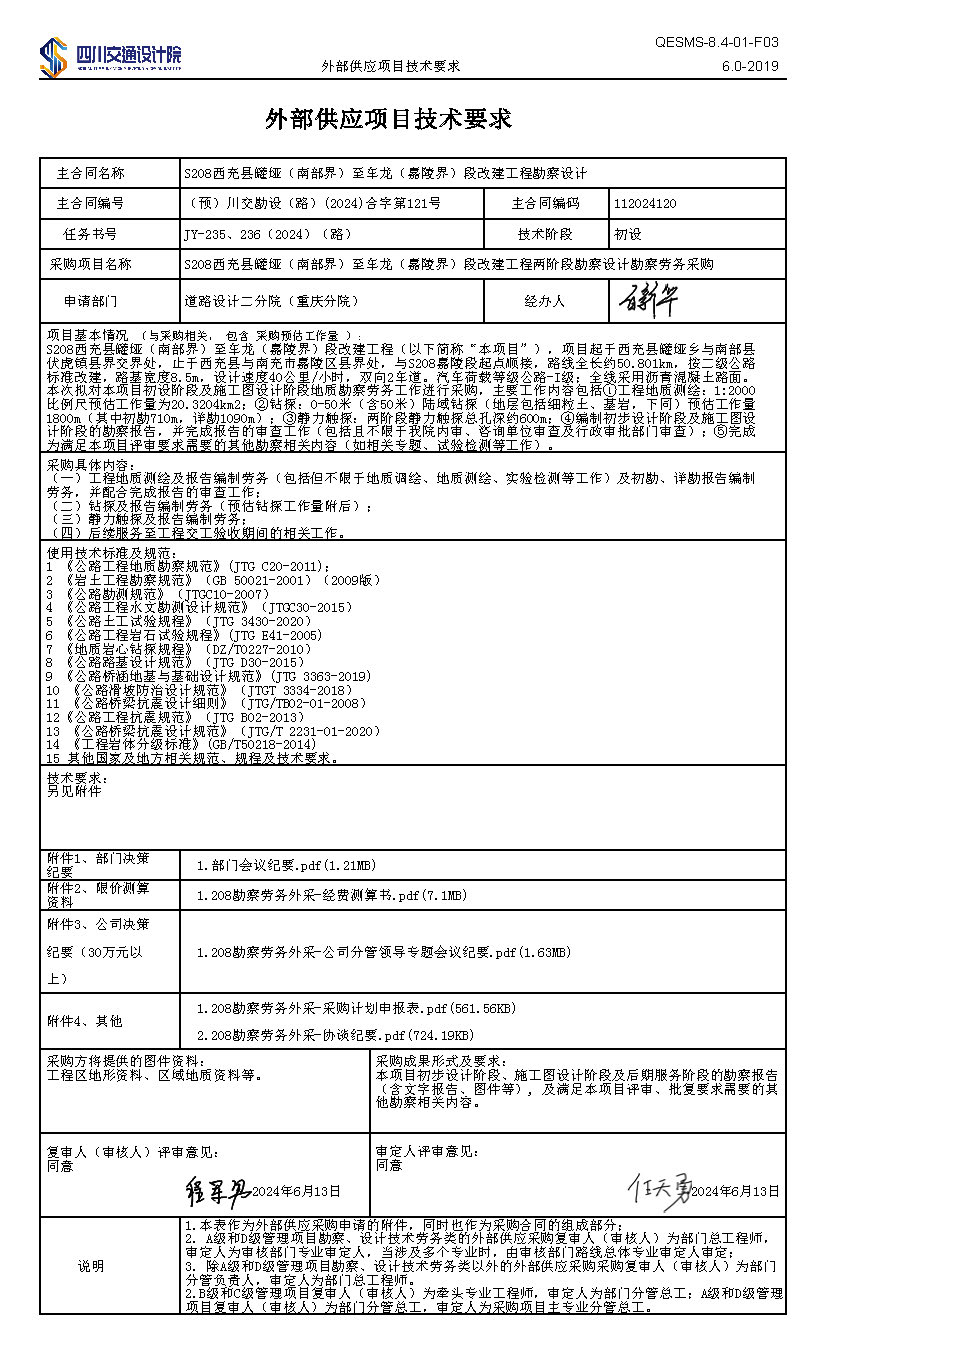 四川交通设计院
QESMS-8.4-01-F03
外部供应项目技术要求
6.0-2019
外部供应项目技术要求
主合同名称 S208西充县罐垭（南部界）至车龙（嘉陵界）段改建工程勘察设计
主合同编号 （预）川交勘设（路）(2024)合字第121号 主合同编码 112024120
任务书号 JY-235、236（2024）（路） 技术阶段 初设
采购项目名称 S208西充县罐垭（南部界）至车龙（嘉陵界）段改建工程两阶段勘察设计勘察劳务采购
申请部门 道路设计二分院（重庆分院） 经办人
项目基本情况 （与采购相关， 包含 采购预估工作量 ）：
S208西充县罐垭（南部界）至车龙（嘉陵界）段改建工程（以下简称“本项目”），项目起于西充县罐垭乡与南部县
伏虎镇县界交界处，止于西充与南充市嘉陵区县界处，与S208嘉陵段起点顺接，路线全长约50.801km，按二级公路
标准改建，路基宽度8.5m，设计速度40公里/小时，双向2车道。汽车荷载等级公路-I级；全线采用沥青混凝土路面。
本次拟对本项目初设阶段及施工图设计阶段地质勘察劳务工作进行采购，主要工作内容包括①工程地质测绘：1:2000
比例尺预估工作量为20.3204km2；②钻探：0-50米（含50米）陆域钻探（地层包括细粒土、基岩，下同）预估工作量
1800m（其中初勘710m，详勘1090m）；③静力触探：两阶段静力触探总孔深约600m；④编制初步设计阶段及施工图设
计阶段的勘察报告，并完成报告的审查工作（包括且不限于我院内审、咨询单位审查及行政审批部门审查）；⑤完成
为满足本项目评审要求需要的其他勘察相关内容（如相关专题、试验检测等工作）。
采购具体内容：
（一）工程地质测绘及报告编制劳务（包括但不限于地质调绘、地质测绘、实验检测等工作）及初勘、详勘报告编制
劳务，并配合完成报告的审查工作；
（二）钻探及报告编制劳务（预估钻探工作量附后）；
（三）静力触探及报告编制劳务；
（四）后续服务至工程交工验收期间的相关工作。
使用技术标准及规范：
1 《公路工程地质勘察规范》(JTG C20-2011)；
2 《岩土工程勘察规范》（GB 50021-2001）（2009版）
3 《公路勘测规范》（JTGC10-2007）
4 《公路工程水文勘测设计规范》（JTGC30-2015）
5 《公路土工试验规程》（JTG 3430-2020）
6 《公路工程岩石试验规程》(JTG E41-2005)
7 《地质岩心钻探规程》（DZ/T0227-2010）
8 《公路路基设计规范》（JTG D30-2015）
9 《公路桥涵地基与基础设计规范》(JTG 3363-2019)
10 《公路滑坡防治设计规范》（JTGT 3334-2018）
11 《公路桥梁抗震设计细则》（JTG/TB02-01-2008）
12《公路工程抗震规范》（JTG B02-2013）
13 《公路桥梁抗震设计规范》（JTG/T 2231-01-2020）
14 《工程岩体分级标准》(GB/T50218-2014)
15 其他国家及地方相关规范、规程及技术要求。
技术要求：
另见附件
附件1、部门决策
纪要
1.部门会议纪要.pdf(1.21MB)
附件2、限价测算
资料
1.208勘察劳务外采-经费测算书.pdf(7.1MB)
附件3、公司决策
纪要（30万元以
上）
1.208勘察劳务外采-公司分管领导专题会议纪要.pdf(1.63MB)
附件4、其他
1.208勘察劳务外采-采购计划申报表.pdf(561.56KB)
2.208勘察劳务外采-协谈纪要.pdf(724.19KB)
采购方将提供的图件资料：
工程区地形资料、区域地质资料等。
采购成果形式及要求：
本项目初步设计阶段、施工图设计阶段及后期服务阶段的勘察报告
（含文字报告、图件等），及满足本项目评审、批复要求需要的其
他勘察相关内容。
复审人（审核人）评审意见：
同意
程军男 2024年6月13日
审定人评审意见：
同意
任天勇 2024年6月13日
说明
1.本表作为外部供应采购申请的附件，同时也作为采购合同的组成部分；
2. A级和D级管理项目勘察、设计技术劳务类的外部供应采购复审人（审核人）为部门总工程师，
审定人为审核部门专业审定人，当涉及多个专业时，由审核部门路线总体专业审定人审定；
3. 除A级和D级管理项目勘察、设计技术劳务类以外的外部供应采购采购复审人（审核人）为部门
分管负责人，审定人为部门总工程师。
2.B级和C级管理项目复审人（审核人）为牵头专业工程师，审定人为部门分管总工；A级和D级管理
项目复审人（审核人）为部门分管总工，审定人为采购项目主专业分管总工。